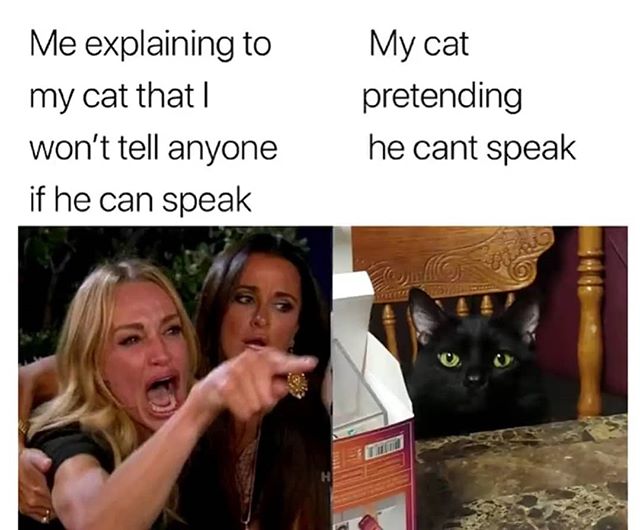 Me explaining to
my cat that I
won't tell anyone
if he can speak
My cat
pretending
he cant speak
H